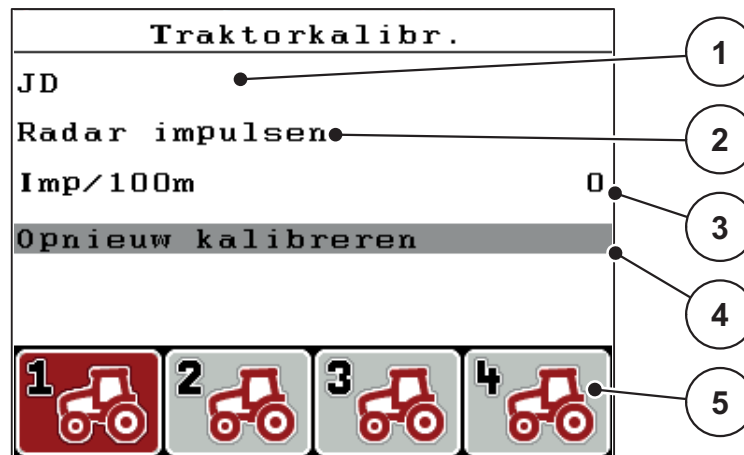 Traktorkalibr.
1
JD
Radar impulsen
2
Imp/100m 0
3
Opnieuw kalibreren
4
1 2 3 4
5